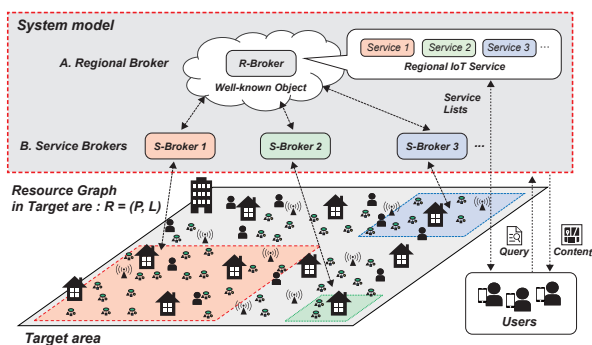 System model
A. Regional Broker
R-Broker
Well-known Object
Service 1
Service 2
Service 3
...
Regional IoT Service
Service
Lists
B. Service Brokers
S-Broker 1
S-Broker 2
S-Broker 3
...
Resource Graph
in Target are : R = (P, L)
Query
Content
Users
Target area